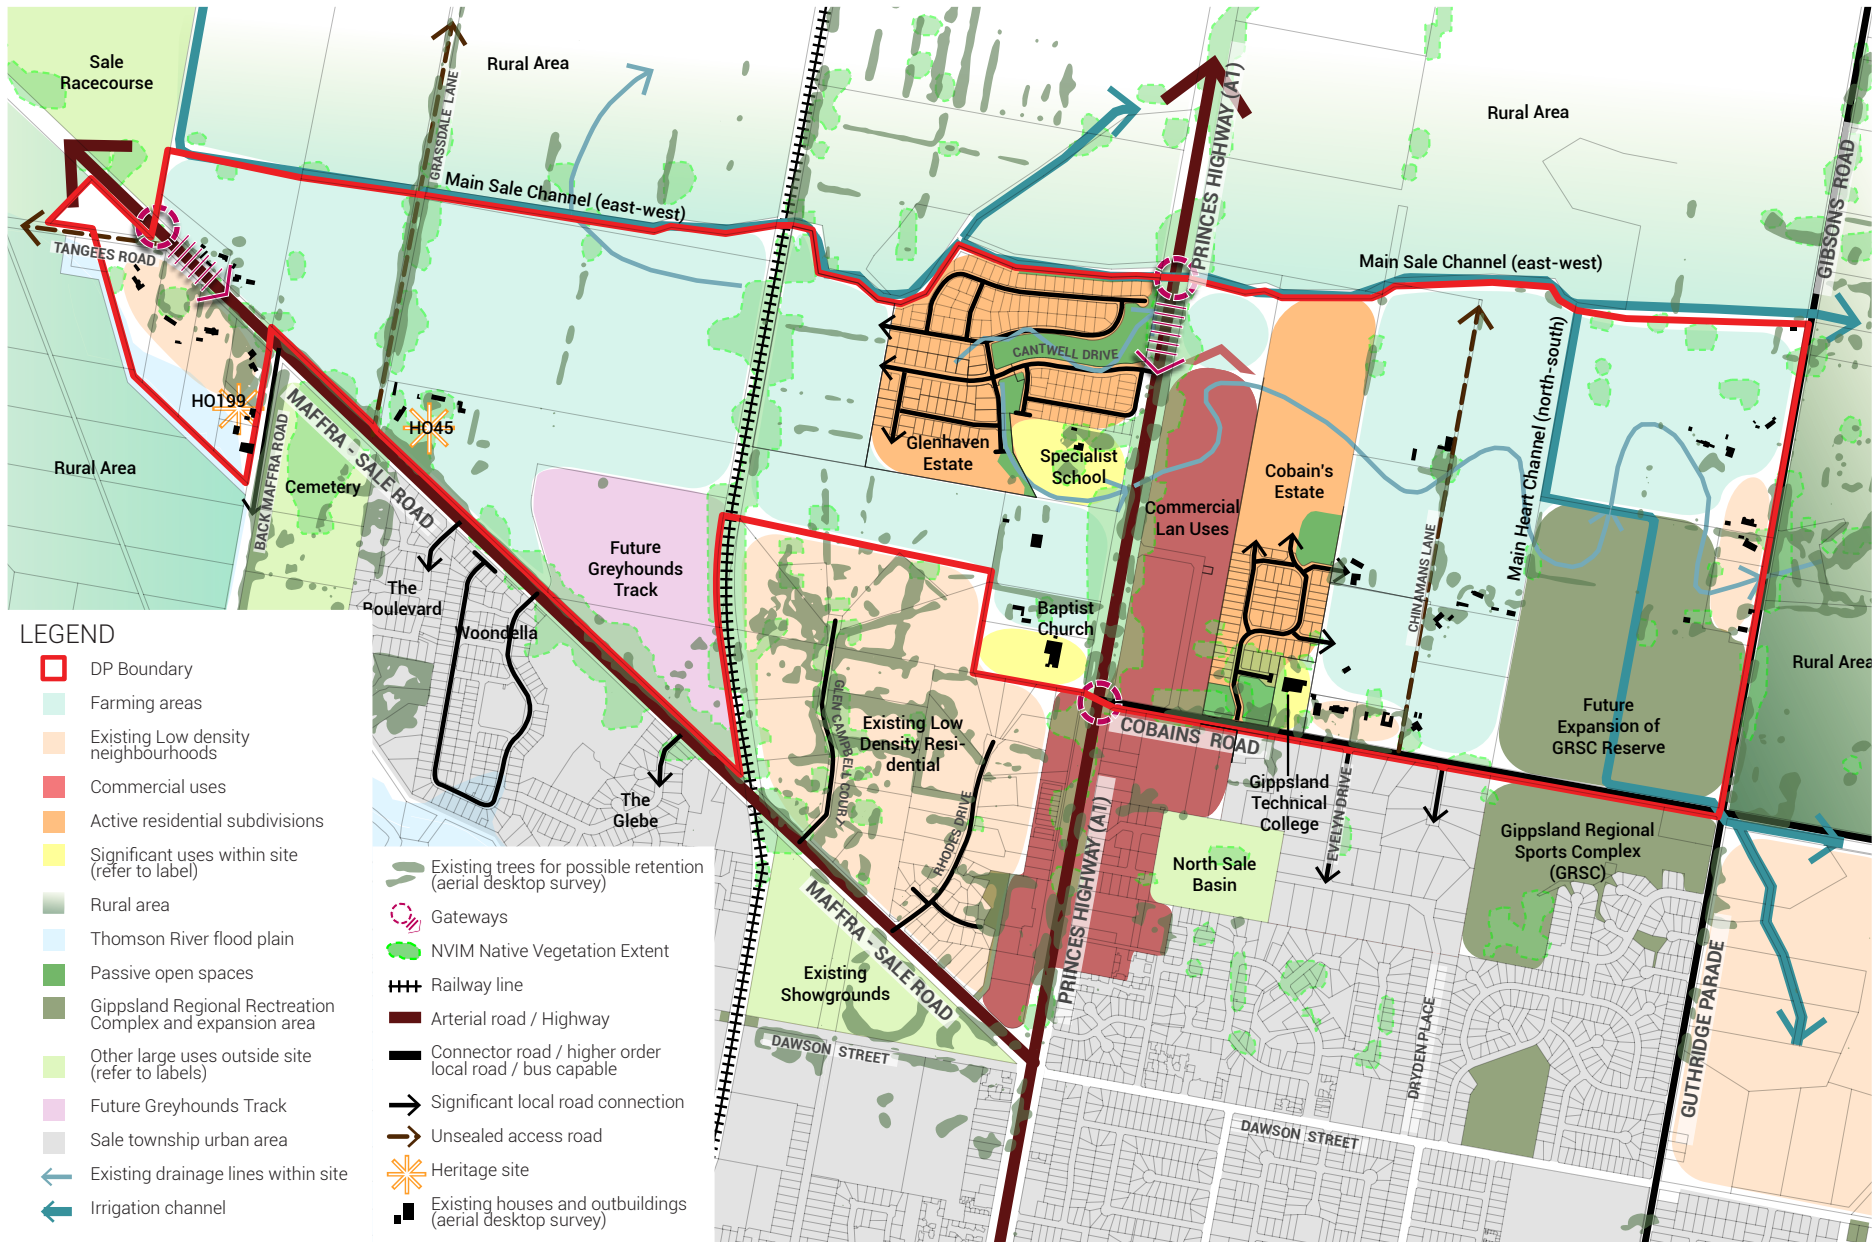 Sale
Racecourse
Rural Area
GRASSDALE LANE
Main Sale Channel (east-west)
PRINCES HIGHWAY (A1)
Rural Area
GIBSONS ROAD
TANGEES ROAD
Main Sale Channel (east-west)
CANTWELL DRIVE
HO199
HO45
MAFFRA - SALE ROAD
BACK MAFFRA ROAD
Rural Area
Cemetery
Glenhaven
Estate
Specialist
School
Commercial
Lan Uses
Cobain's
Estate
Main Heart Channel (north-south)
CHINAMANS LANE
Future
Greyhounds
Track
The
Boulevard
Woondella
Baptist
Church
Rural Area
GLEN CAMPBELL COURT
Existing Low
Density Resi-
dential
COBAINS ROAD
Future
Expansion of
GRSC Reserve
The
Glebe
RHODES DRIVE
Gippsland
Technical
College
EVELYN DRIVE
PRINCES HIGHWAY (A1)
North Sale
Basin
Gippsland Regional
Sports Complex
(GRSC)
MAFFRA - SALE ROAD
Existing
Showgrounds
DAWSON STREET
DRYDEN PLACE
GUTHRIDGE PARADE
DAWSON STREET
LEGEND
DP Boundary
Farming areas
Existing Low density
neighbourhoods
Commercial uses
Active residential subdivisions
Significant uses within site
(refer to label)
Rural area
Thomson River flood plain
Passive open spaces
Gippsland Regional Rectreation
Complex and expansion area
Other large uses outside site
(refer to labels)
Future Greyhounds Track
Sale township urban area
Existing drainage lines within site
Irrigation channel
Existing trees for possible retention
(aerial desktop survey)
Gateways
NVIM Native Vegetation Extent
Railway line
Arterial road / Highway
Connector road / higher order
local road / bus capable
Significant local road connection
Unsealed access road
Heritage site
Existing houses and outbuildings
(aerial desktop survey)